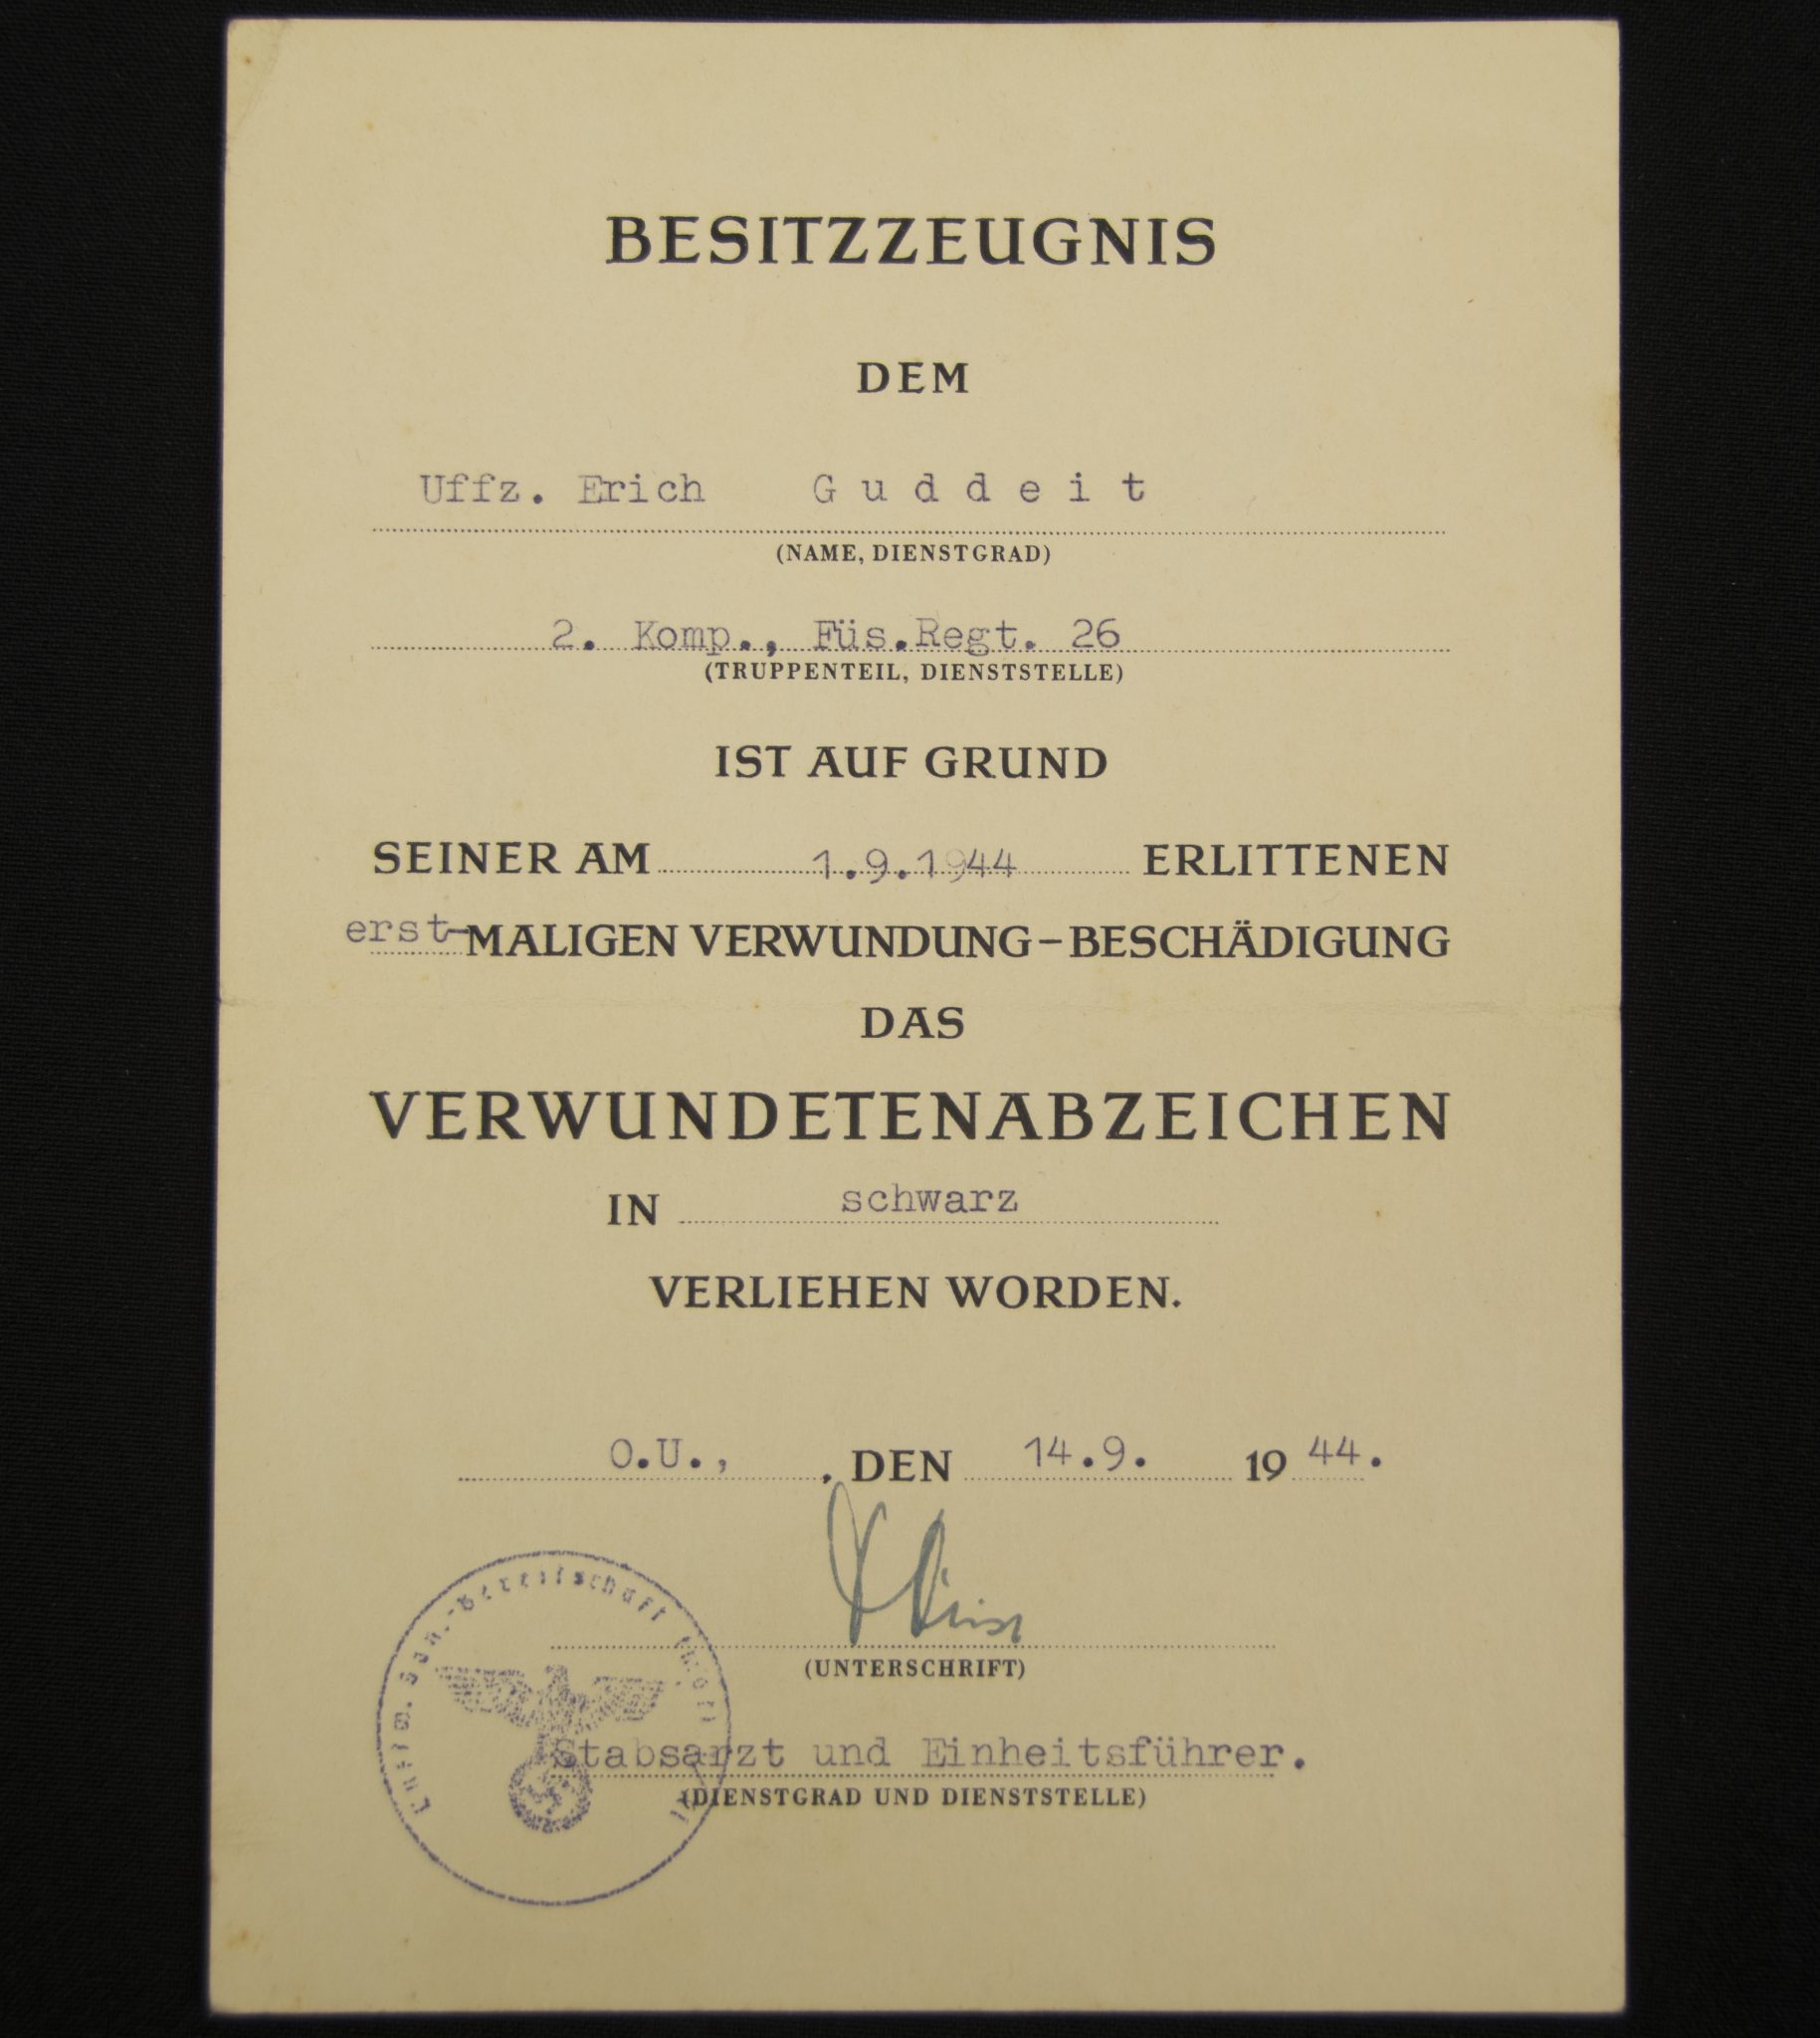 BESITZZEUGNIS
DEM
Uffz. Erich G u d d e i t
(NAME, DIENSTGRAD)
2. Komp., Füs.Regt. 26
(TRUPPENTEIL, DIENSTSTELLE)
IST AUF GRUND
SEINER AM 1.9.1944 ERLITTENEN
erst-MALIGEN VERWUNDUNG–BESCHÄDIGUNG
DAS
VERWUNDETENABZEICHEN
IN schwarz
VERLIEHEN WORDEN.
O.U., , DEN 14.9. 1944.
(UNTERSCHRIFT)
Stabsarzt und Einheitsführer.
(DIENSTGRAD UND DIENSTSTELLE)
San.-Bereitschaft